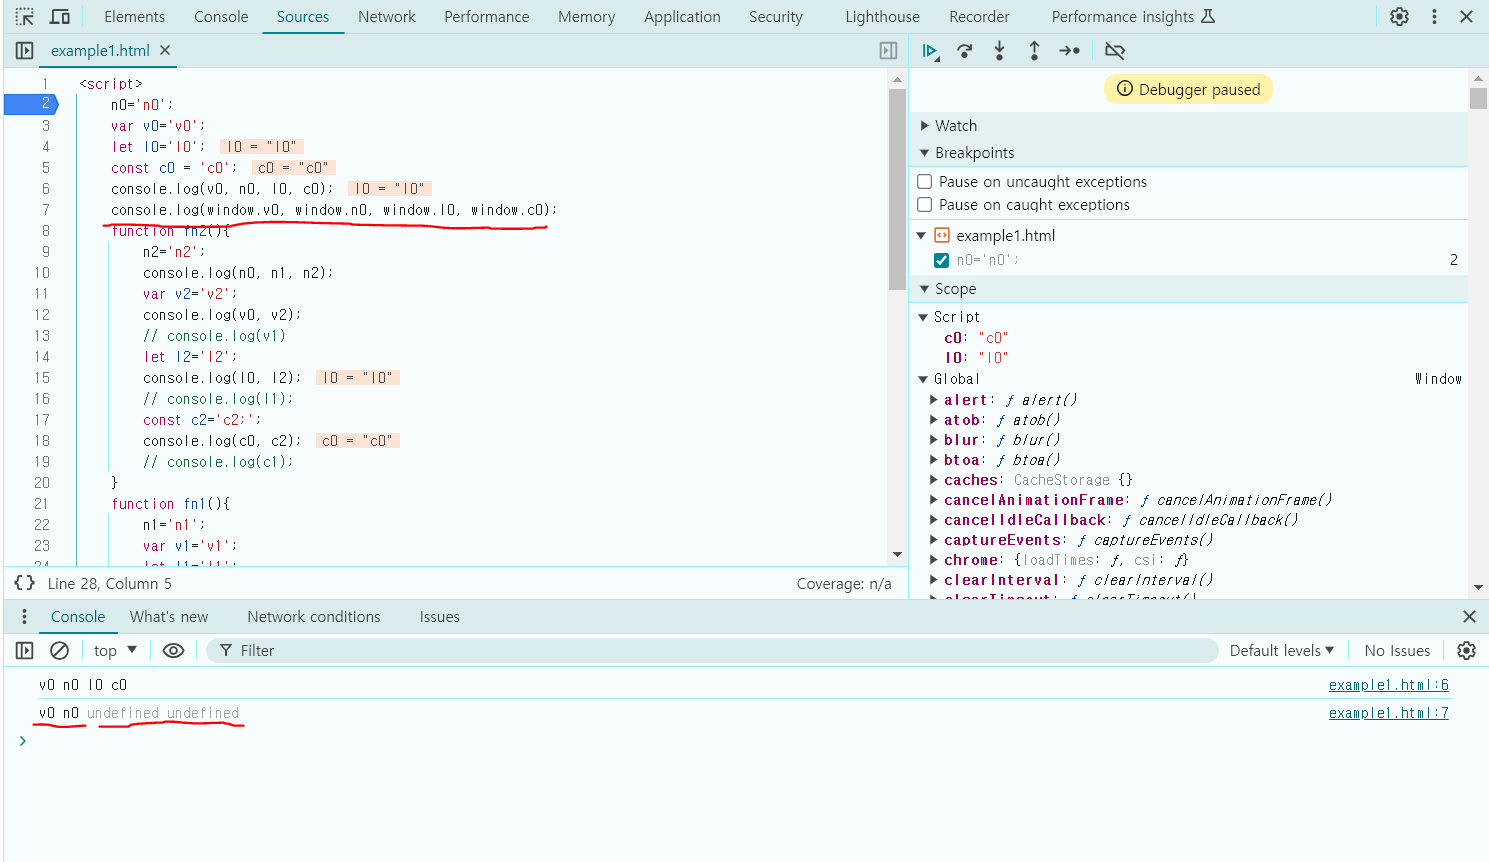 Elements Console Sources Network Performance Memory Application Security Lighthouse Recorder Performance insights
example1.html
1 <script>
2 n0='n0';
3 var v0='v0';
4 let l0='l0'; l0 = "l0"
5 const c0 = 'c0'; c0 = "c0"
6 console.log(v0, n0, l0, c0); l0 = "l0"
7 console.log(window.v0, window.n0, window.l0, window.c0);
8 function fn2(){
9 n2='n2';
10 console.log(n0, n1, n2);
11 var v2='v2';
12 console.log(v0, v2);
13 // console.log(v1)
14 let l2='l2';
15 console.log(l0, l2); l0 = "l0"
16 // console.log(l1);
17 const c2='c2;';
18 console.log(c0, c2); c0 = "c0"
19 // console.log(c1);
20 }
21 function fn1(){
22 n1='n1';
23 var v1='v1';
24 let l1='l1';
{} Line 28, Column 5 Coverage: n/a
Debugger paused
Watch
Breakpoints
Pause on uncaught exceptions
Pause on caught exceptions
example1.html
n0='n0'; 2
Scope
Script
c0: "c0"
l0: "l0"
Global Window
alert: ƒ alert()
atob: ƒ atob()
blur: ƒ blur()
btoa: ƒ btoa()
caches: CacheStorage {}
cancelAnimationFrame: ƒ cancelAnimationFrame()
cancelIdleCallback: ƒ cancelIdleCallback()
captureEvents: ƒ captureEvents()
chrome: {loadTimes: ƒ, csi: ƒ}
clearInterval: ƒ clearInterval()
clearTimeout: ƒ clearTimeout()
Console What's new Network conditions Issues
top Filter Default levels No Issues
v0 n0 l0 c0 example1.html:6
v0 n0 undefined undefined example1.html:7